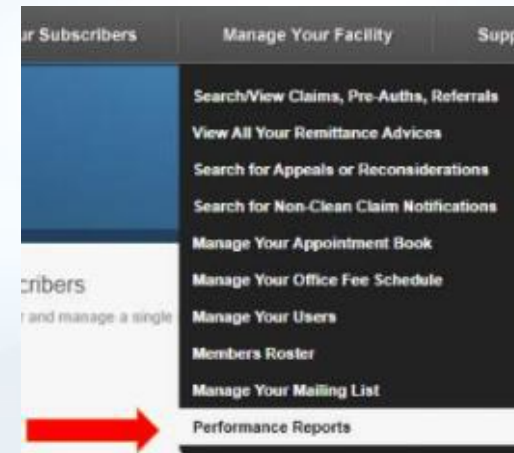 ur Subscribers Manage Your Facility Supp
Search/View Claims, Pre-Auths, Referrals
View All Your Remittance Advices
Search for Appeals or Reconsiderations
Search for Non-Clean Claim Notifications
Manage Your Appointment Book
cribers
Manage Your Office Fee Schedule
r and manage a single
Manage Your Users
Members Roster
Manage Your Mailing List
Performance Reports